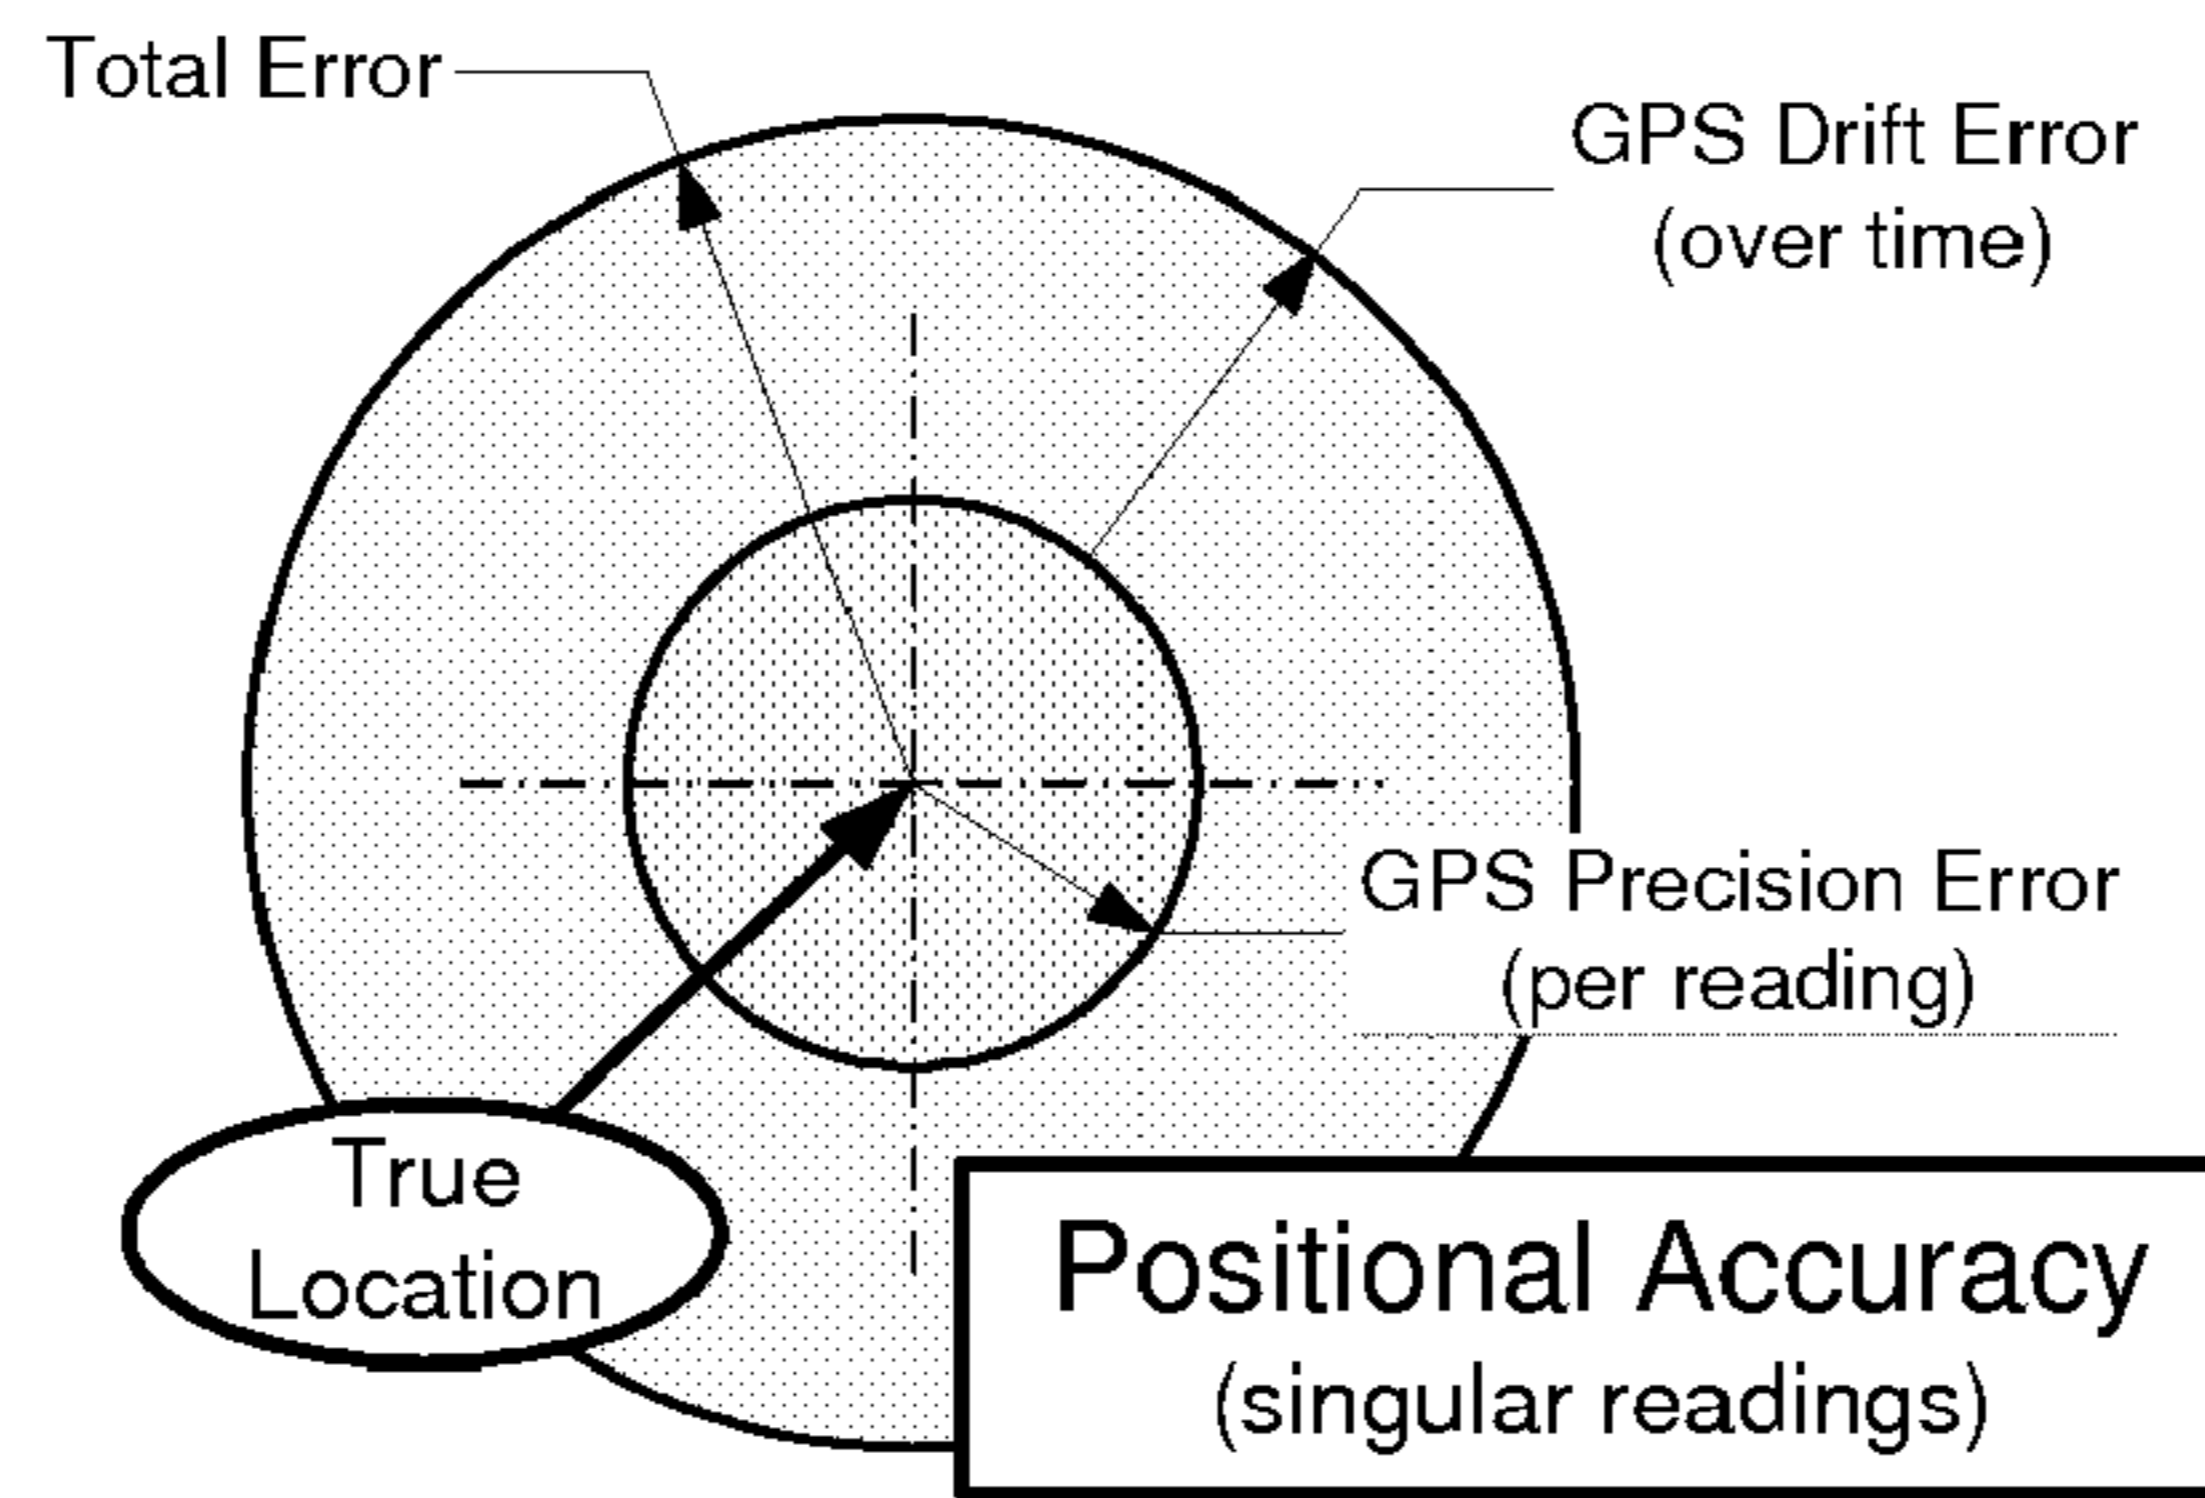 Total Error
GPS Drift Error
(over time)
GPS Precision Error
(per reading)
True
Location
Positional Accuracy
(singular readings)